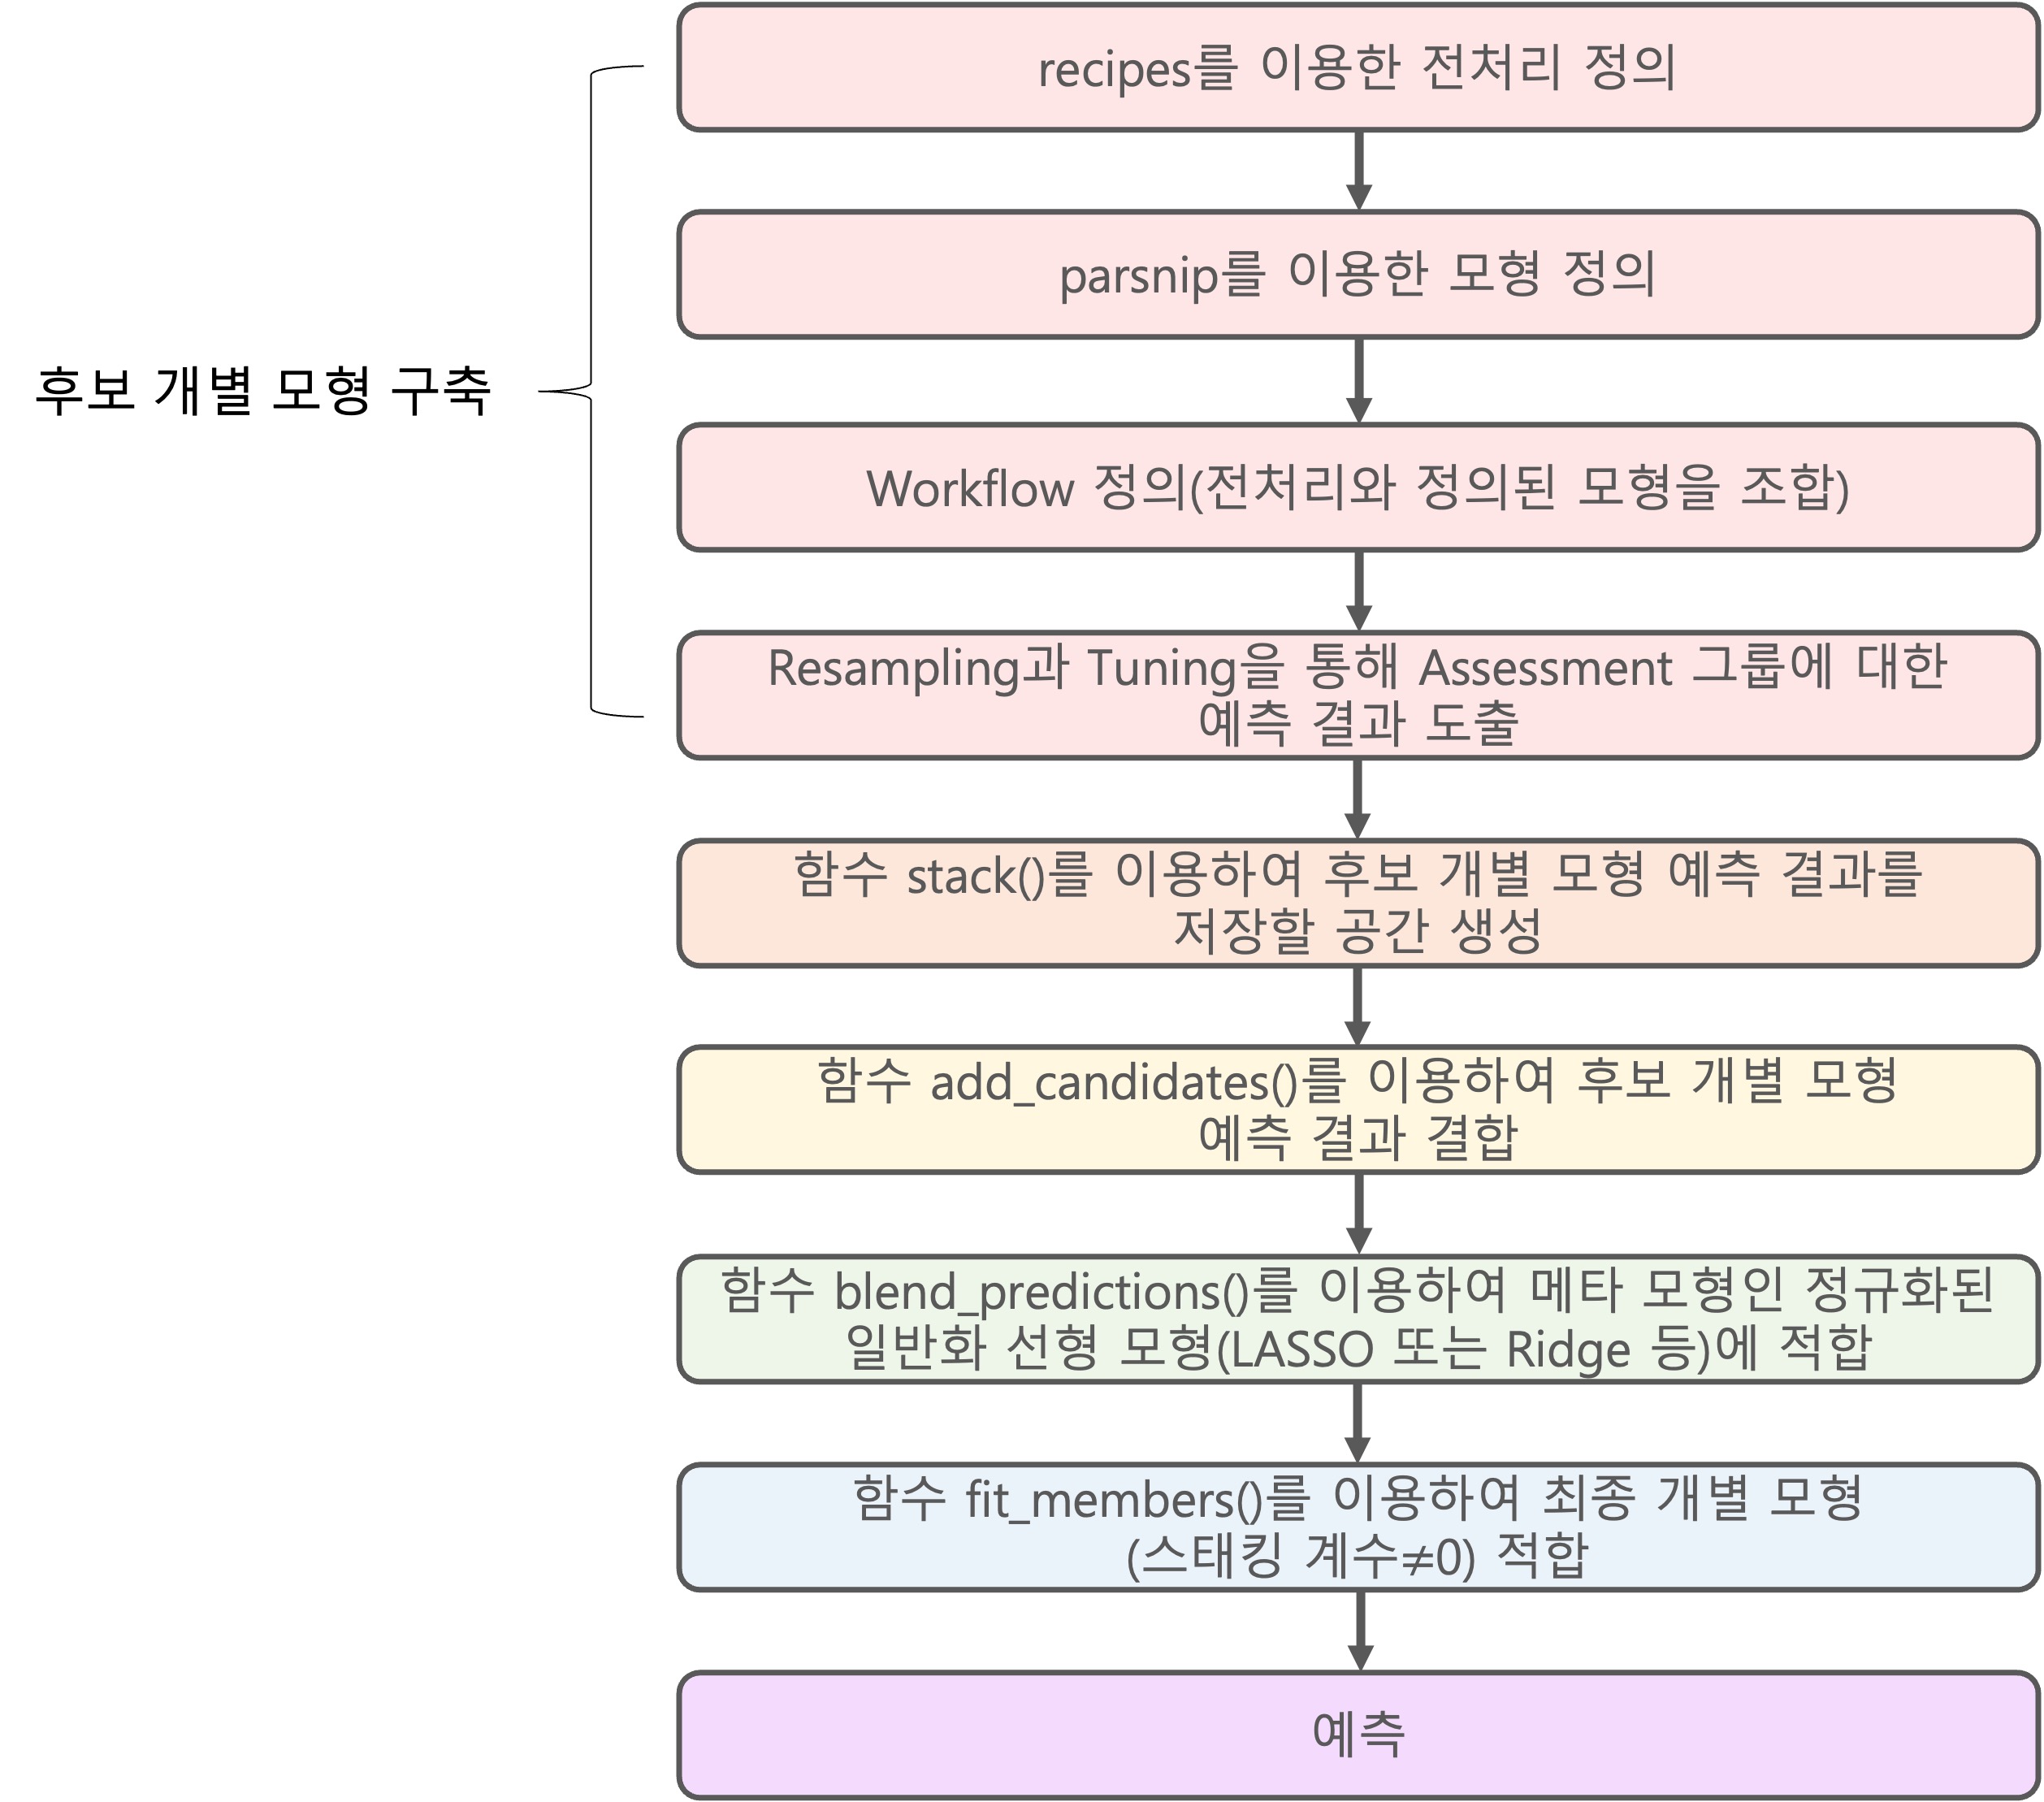 recipes를 이용한 전처리 정의
parsnip를 이용한 모형 정의
후보 개별 모형 구축
Workflow 정의(전처리와 정의된 모형을 조합)
Resampling과 Tuning을 통해 Assessment 그룹에 대한
예측 결과 도출
함수 stack()를 이용하여 후보 개별 모형 예측 결과를
저장할 공간 생성
함수 add_candidates()를 이용하여 후보 개별 모형
예측 결과 결합
함수 blend_predictions()를 이용하여 메타 모형인 정규화된
일반화 선형 모형(LASSO 또는 Ridge 등)에 적합
함수 fit_members()를 이용하여 최종 개별 모형
(스태킹 계수≠0) 적합
예측